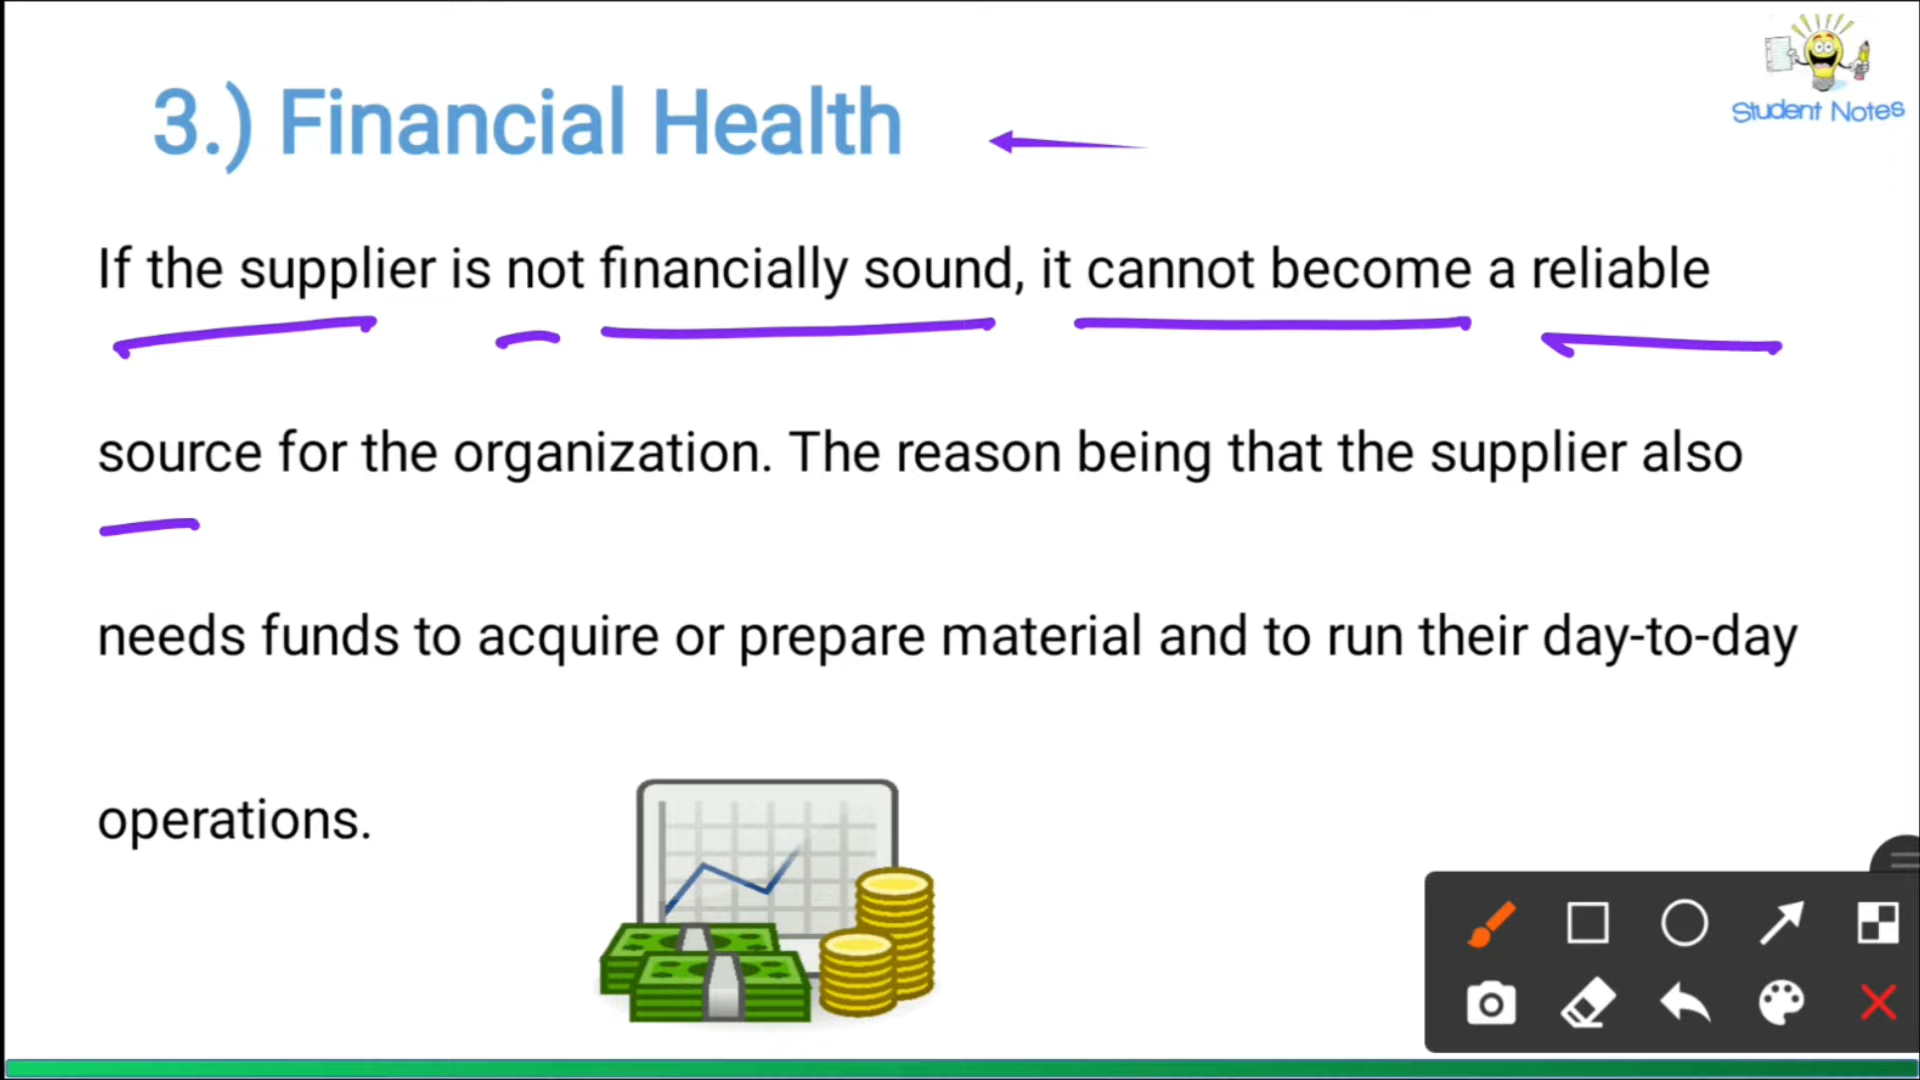 Student Notes
3.) Financial Health
If the supplier is not financially sound, it cannot become a reliable
source for the organization. The reason being that the supplier also
needs funds to acquire or prepare material and to run their day-to-day
operations.